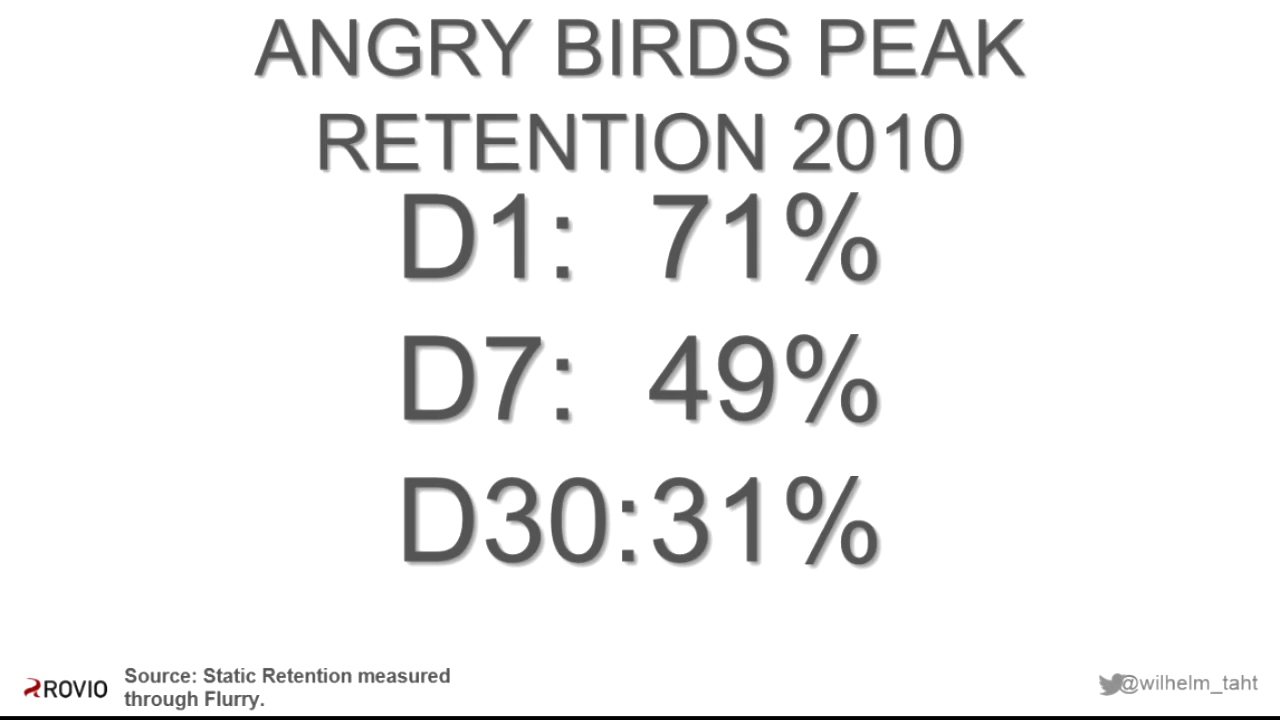 ANGRY BIRDS PEAK
RETENTION 2010
D1: 71%
D7: 49%
D30:31%
ROVIO
Source: Static Retention measured
through Flurry.
@wilhelm_taht